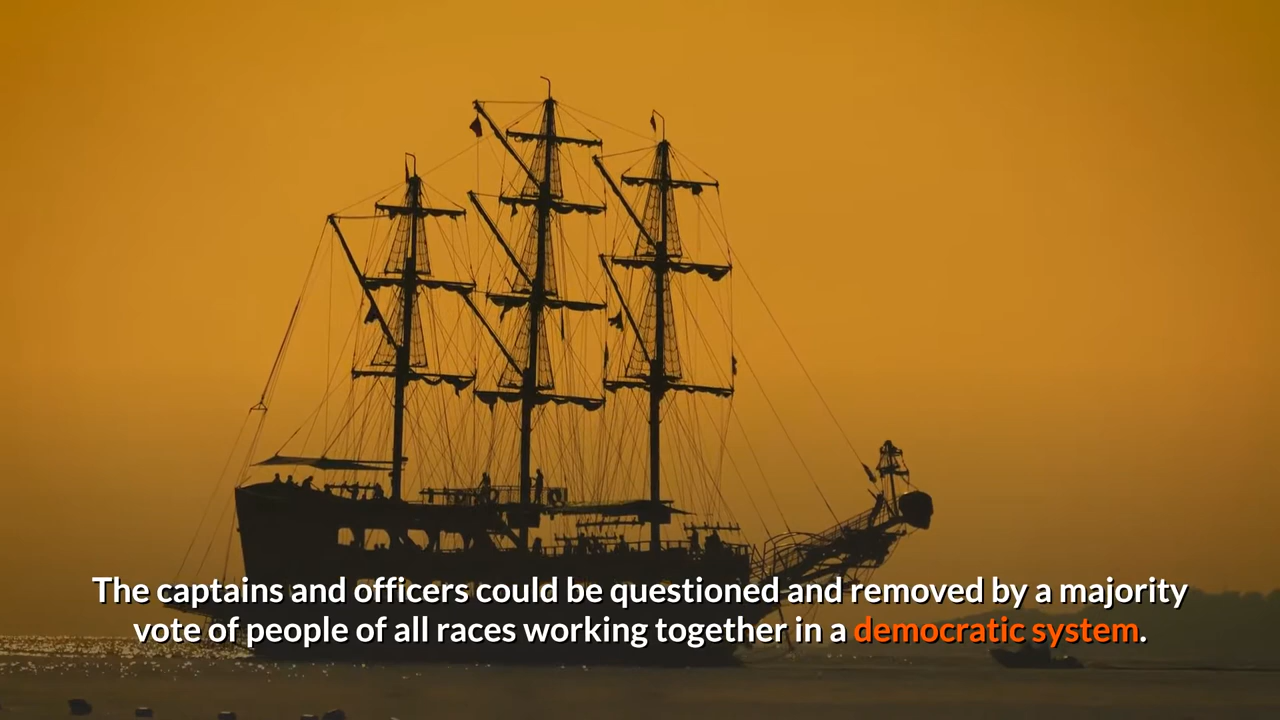 The captains and officers could be questioned and removed by a majority
vote of people of all races working together in a democratic system.